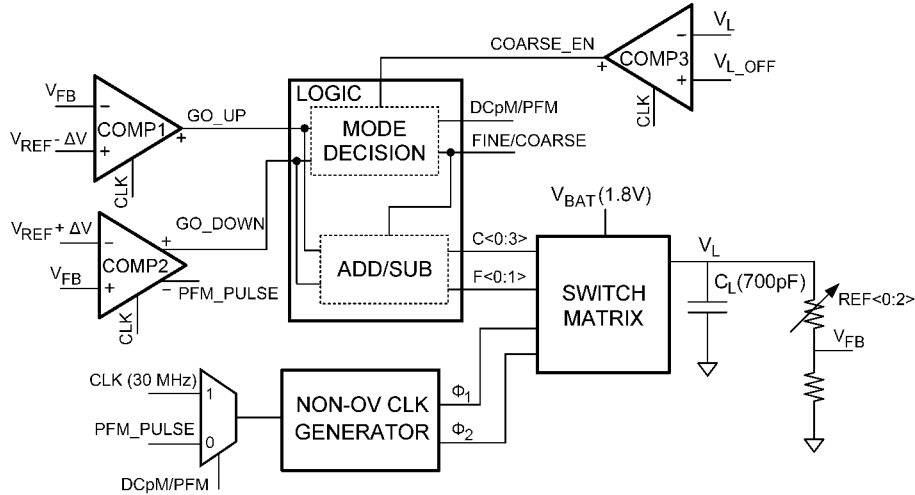 COARSE_EN
V_L
COMP3
V_L_OFF
CLK
V_FB
COMP1
V_REF - ΔV
GO_UP
CLK
LOGIC
MODE
DECISION
DCpM/PFM
FINE/COARSE
V_REF + ΔV
V_FB
COMP2
GO_DOWN
PFM_PULSE
CLK
ADD/SUB
C<0:3>
F<0:1>
V_BAT (1.8V)
SWITCH
MATRIX
V_L
C_L (700pF)
REF<0:2>
V_FB
CLK (30 MHz)
1
PFM_PULSE
0
DCpM/PFM
NON-OV CLK
GENERATOR
Φ1
Φ2